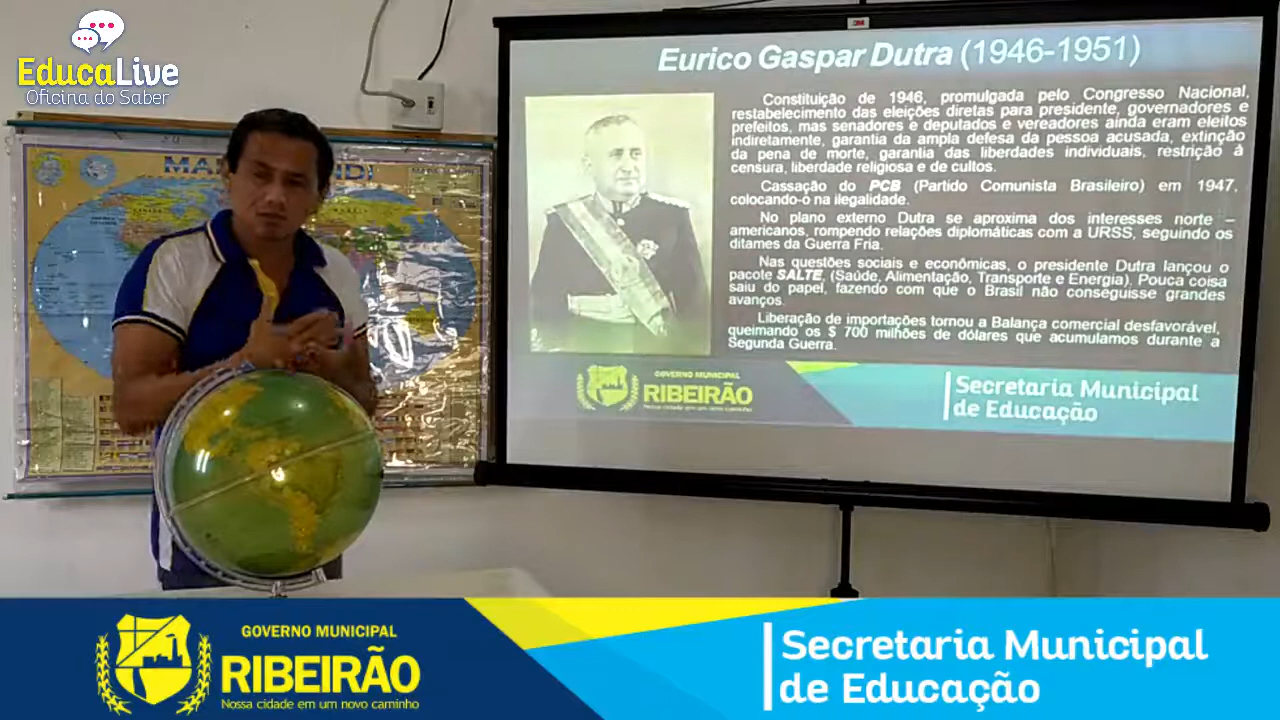 EducaLive
Oficina do Saber
3M
Eurico Gaspar Dutra (1946-1951)
Constituição de 1946, promulgada pelo Congresso Nacional,
restabelecimento das eleições diretas para presidente, governadores e
prefeitos, mas senadores e deputados e vereadores ainda eram eleitos
indiretamente, garantia da ampla defesa da pessoa acusada, extinção
da pena de morte, garantia das liberdades individuais, restrição à
censura, liberdade religiosa e de cultos.
Cassação do PCB (Partido Comunista Brasileiro) em 1947,
colocando-o na ilegalidade.
No plano externo Dutra se aproxima dos interesses norte –
americanos, rompendo relações diplomáticas com a URSS, seguindo os
ditames da Guerra Fria.
Nas questões sociais e econômicas, o presidente Dutra lançou o
pacote SALTE, (Saúde, Alimentação, Transporte e Energia). Pouca coisa
saiu do papel, fazendo com que o Brasil não conseguisse grandes
avanços.
Liberação de importações tornou a Balança comercial desfavorável,
queimando os $ 700 milhões de dólares que acumulamos durante a
Segunda Guerra.
GOVERNO MUNICIPAL
RIBEIRÃO
Nossa cidade em um novo caminho
Secretaria Municipal
de Educação
GOVERNO MUNICIPAL
RIBEIRÃO
Nossa cidade em um novo caminho
Secretaria Municipal
de Educação